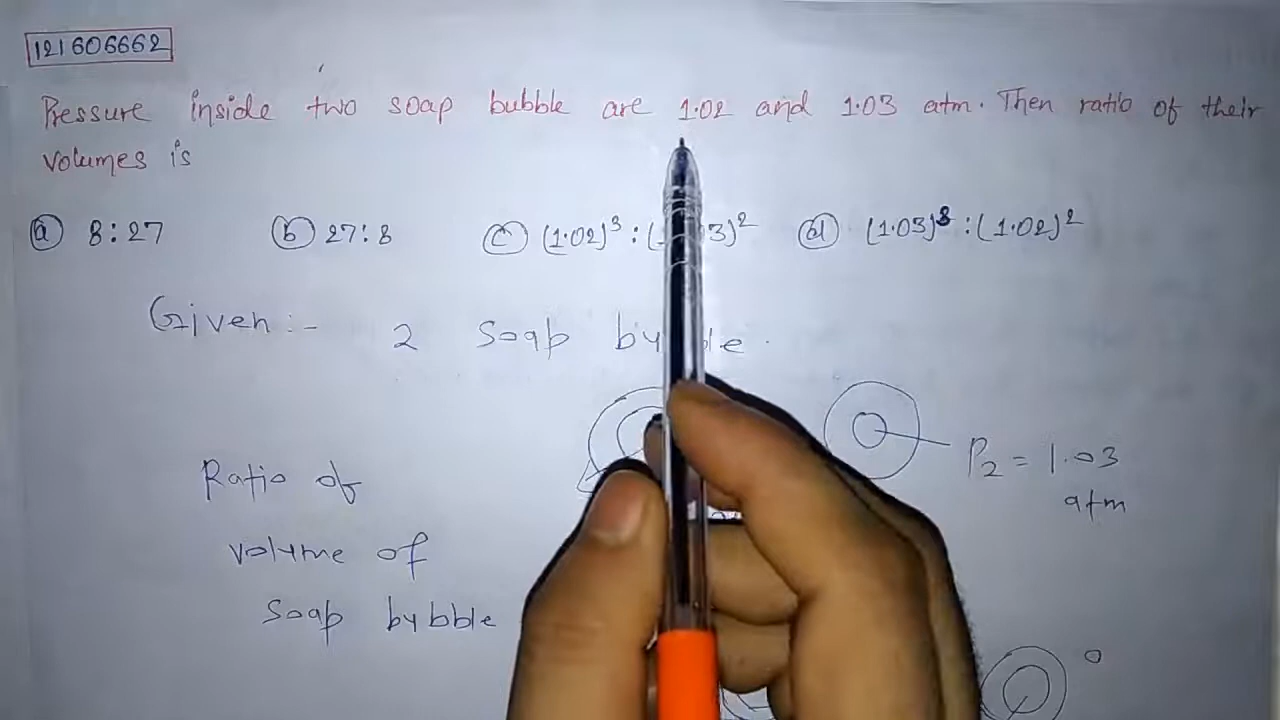 121606662
Pressure inside two soap bubble are 1.02 and 1.03 atm. Then ratio of their
volumes is
(a) 8:27 (b) 27:8 (c) (1.02)³:( 3)² (d) (1.03)³:(1.02)²
Given:- 2 Soap
P₂ = 1.03
atm
Ratio of
volume of
Soap bubble